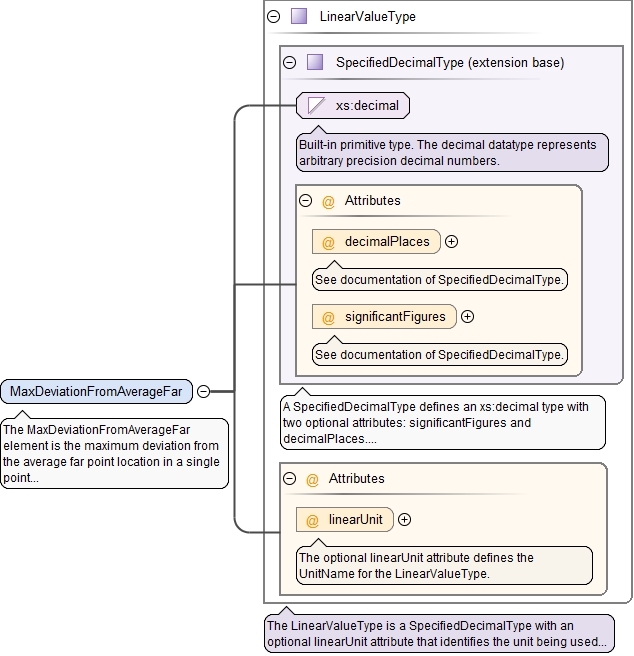 LinearValueType
SpecifiedDecimalType (extension base)
xs:decimal
Built-in primitive type. The decimal datatype represents
arbitrary precision decimal numbers.
@ Attributes
@ decimalPlaces
See documentation of SpecifiedDecimalType.
@ significantFigures
See documentation of SpecifiedDecimalType.
MaxDeviationFromAverageFar
The MaxDeviationFromAverageFar
element is the maximum deviation from
the average far point location in a single
point...
A SpecifiedDecimalType defines an xs:decimal type with
two optional attributes: significantFigures and
decimalPlaces....
@ Attributes
@ linearUnit
The optional linearUnit attribute defines the
UnitName for the LinearValueType.
The LinearValueType is a SpecifiedDecimalType with an
optional linearUnit attribute that identifies the unit being used...